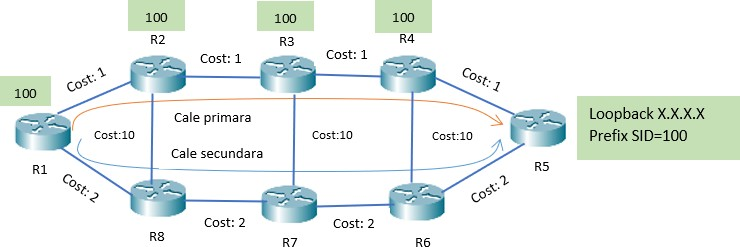 100
100
100
R2
R3
R4
Cost: 1
Cost: 1
Cost: 1
Cost: 1
100
Cale primara
Loopback X.X.X.X
Prefix SID=100
Cost:10
Cost:10
Cost:10
Cale secundara
R1
R5
Cost: 2
Cost: 2
Cost: 2
Cost: 2
R8
R7
R6